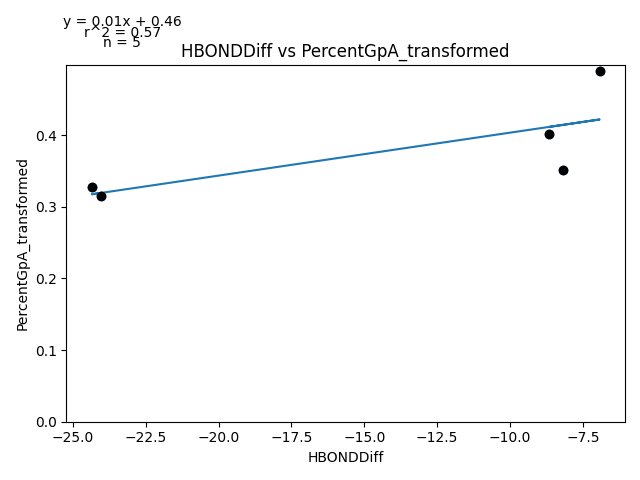 y = 0.01x + 0.46
r^2 = 0.57
n = 5
HBONDDiff vs PercentGpA_transformed
PercentGpA_transformed
0.4
0.3
0.2
0.1
0.0
−25.0 −22.5 −20.0 −17.5 −15.0 −12.5 −10.0 −7.5
HBONDDiff